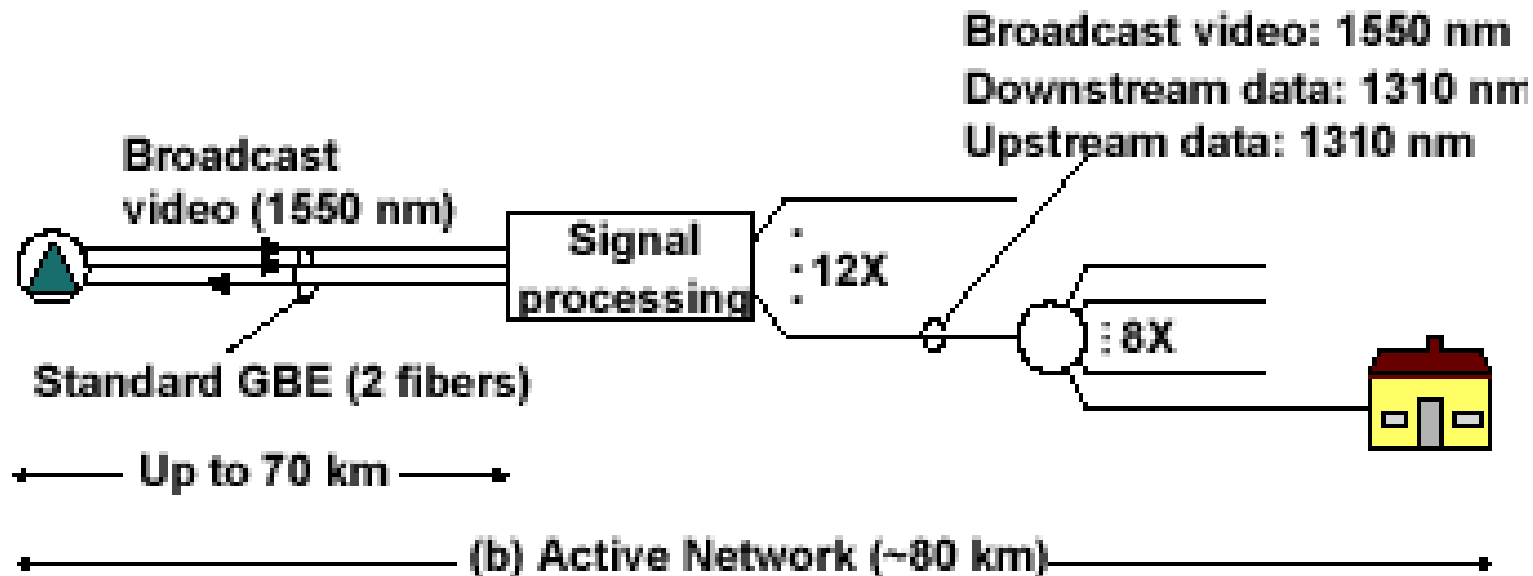 Broadcast video: 1550 nm
Downstream data: 1310 nm
Upstream data: 1310 nm
Broadcast
video (1550 nm)
Signal
processing
12X
8X
Standard GBE (2 fibers)
Up to 70 km
(b) Active Network (~80 km)